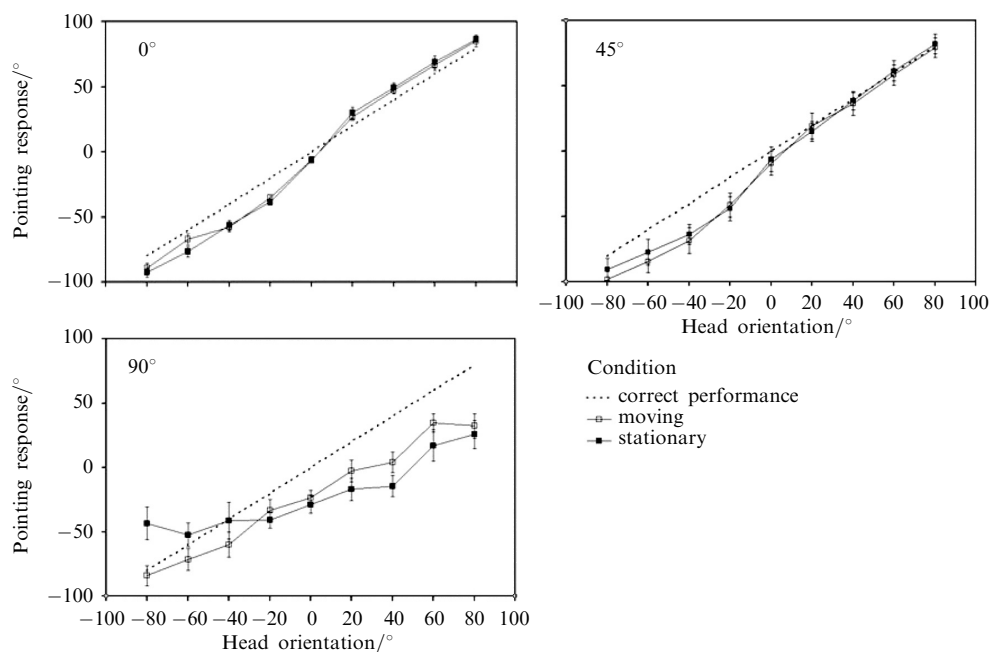 100
50
0
−50
−100
Pointing response/°
0°
45°
−100 −80 −60 −40 −20 0 20 40 60 80 100
Head orientation/°
100
50
0
−50
−100
Pointing response/°
90°
−100 −80 −60 −40 −20 0 20 40 60 80 100
Head orientation/°
Condition
correct performance
moving
stationary